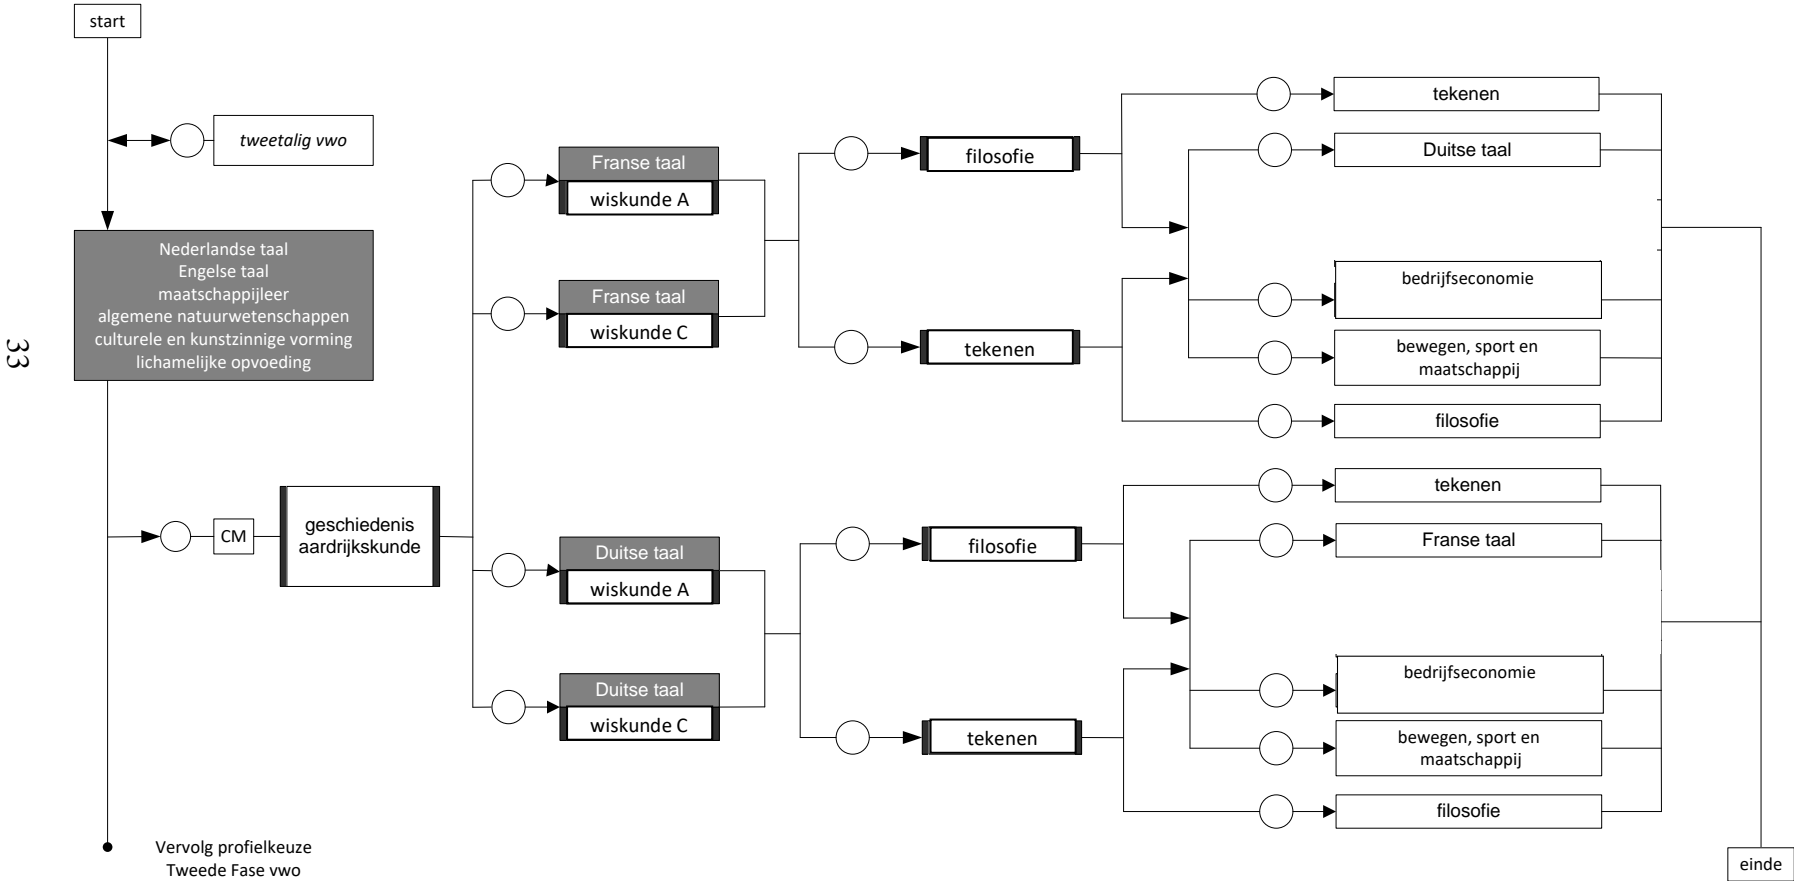 start
tweetalig vwo
Nederlandse taal
Engelse taal
maatschappijleer
algemene natuurwetenschappen
culturele en kunstzinnige vorming
lichamelijke opvoeding
33
CM
geschiedenis
aardrijkskunde
Franse taal
wiskunde A
Franse taal
wiskunde C
Duitse taal
wiskunde A
Duitse taal
wiskunde C
filosofie
tekenen
filosofie
tekenen
tekenen
Duitse taal
bedrijfseconomie
bewegen, sport en
maatschappij
filosofie
tekenen
Franse taal
bedrijfseconomie
bewegen, sport en
maatschappij
filosofie
Vervolg profielkeuze
Tweede Fase vwo
einde